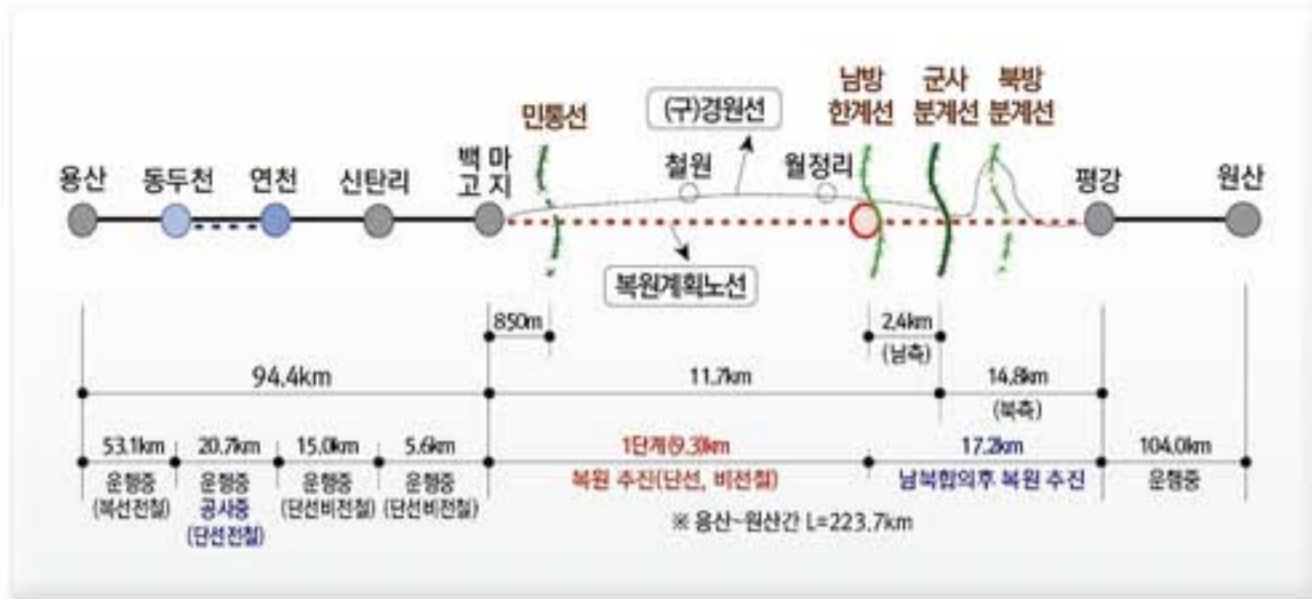 민통선
(구)경원선
남방
한계선
군사
분계선
북방
분계선
용산
동두천
연천
신탄리
백 마
고 지
철원
월정리
평강
원산
복원계획노선
850m
2.4km
(남측)
94.4km
11.7km
14.8km
(북측)
53.1km
20.7km
15.0km
5.6km
1단계(9.3)km
17.2km
104.0km
운행중
(복선전철)
운행중
공사중
(단선전철)
운행중
(단선비전철)
운행중
(단선비전철)
복원 추진(단선, 비전철)
남북합의후 복원 추진
운행중
※ 용산~원산간 L=223.7km